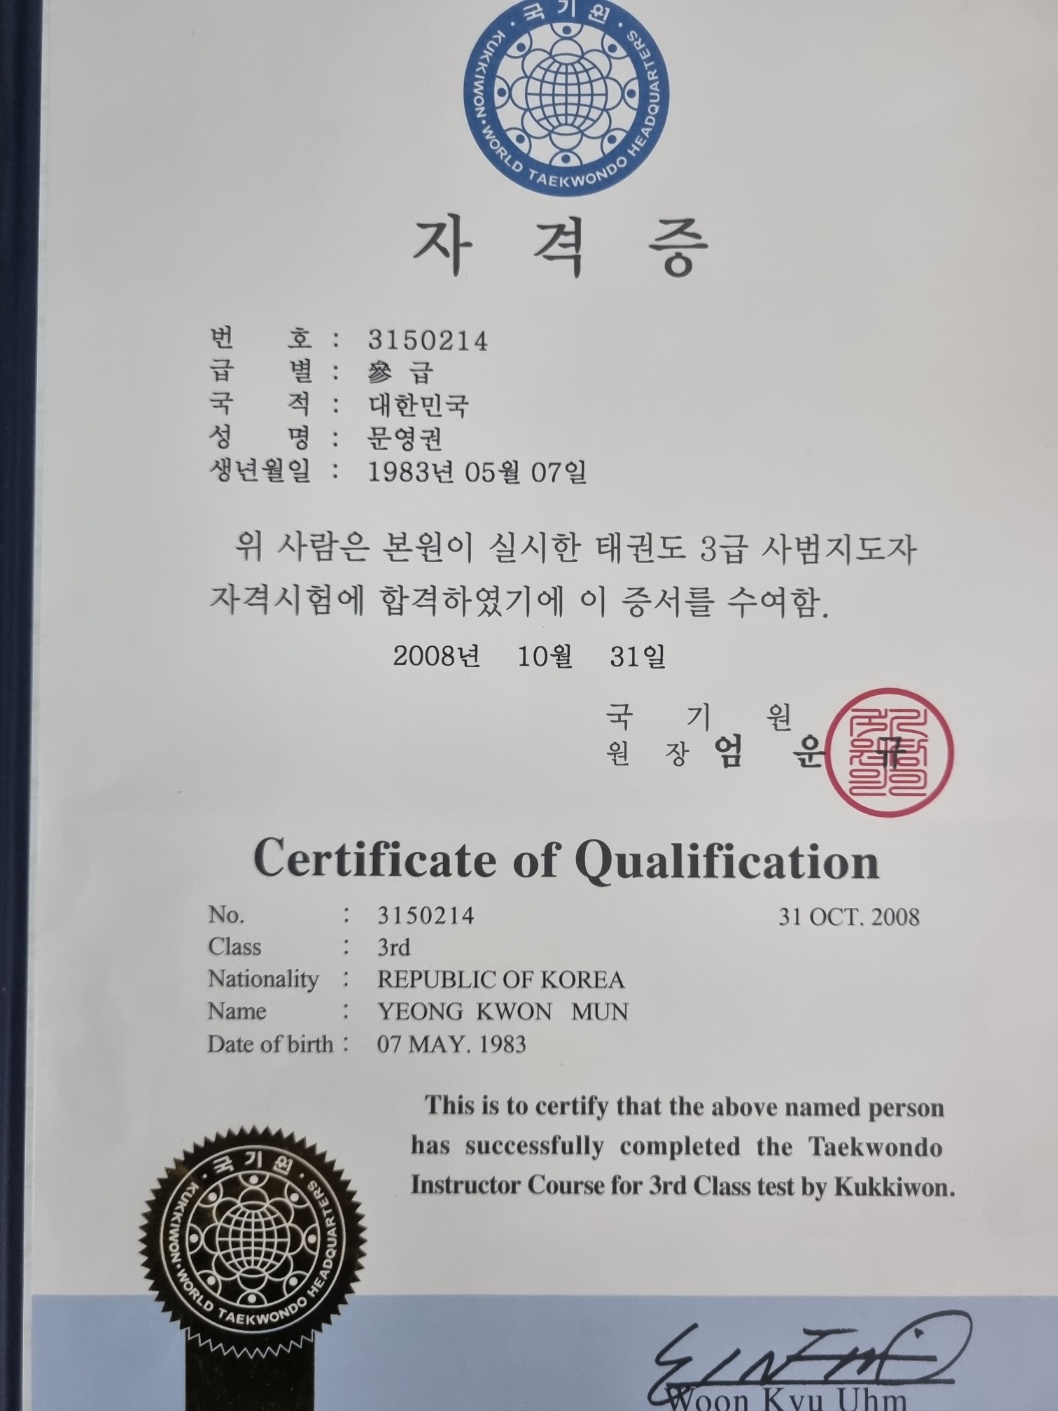 · 국 기 원 ·
KUKKIWON · WORLD TAEKWONDO HEADQUARTERS
자 격 증
번 호 : 3150214
급 별 : 參 급
국 적 : 대한민국
성 명 : 문영권
생년월일 : 1983년 05월 07일
위 사람은 본원이 실시한 태권도 3급 사범지도자
자격시험에 합격하였기에 이 증서를 수여함.
2008년 10월 31일
국 기 원
원 장 엄 운 규
Certificate of Qualification
No. : 3150214 31 OCT. 2008
Class : 3rd
Nationality : REPUBLIC OF KOREA
Name : YEONG KWON MUN
Date of birth : 07 MAY. 1983
This is to certify that the above named person
has successfully completed the Taekwondo
Instructor Course for 3rd Class test by Kukkiwon.
· 국 기 원 ·
KUKKIWON · WORLD TAEKWONDO HEADQUARTERS
Woon Kyu Uhm